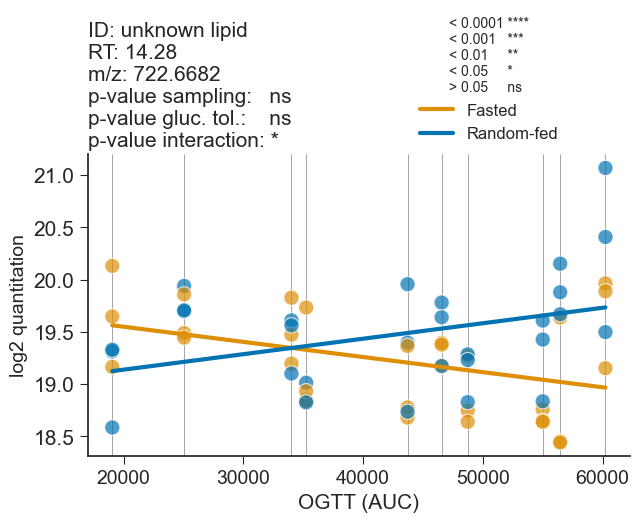 ID: unknown lipid
RT: 14.28
m/z: 722.6682
p-value sampling: ns
p-value gluc. tol.: ns
p-value interaction: *
< 0.0001 ****
< 0.001 ***
< 0.01 **
< 0.05 *
> 0.05 ns
Fasted
Random-fed
log2 quantitation
21.0
20.5
20.0
19.5
19.0
18.5
20000 30000 40000 50000 60000
OGTT (AUC)